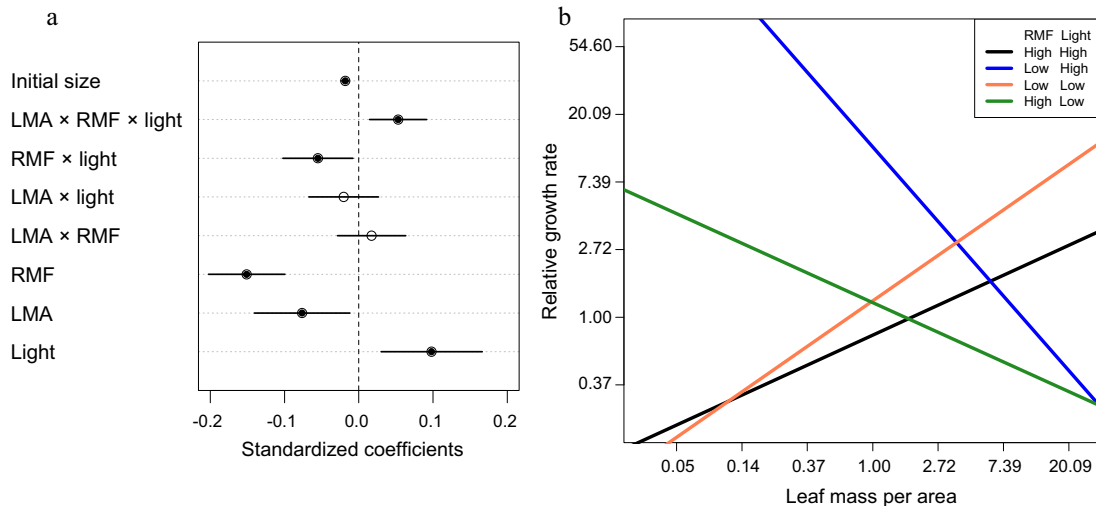 a
Initial size
LMA × RMF × light
RMF × light
LMA × light
LMA × RMF
RMF
LMA
Light
-0.2 -0.1 0.0 0.1 0.2
Standardized coefficients
b
Relative growth rate
54.60
20.09
7.39
2.72
1.00
0.37
RMF Light
High High
Low High
Low Low
High Low
0.05 0.14 0.37 1.00 2.72 7.39 20.09
Leaf mass per area